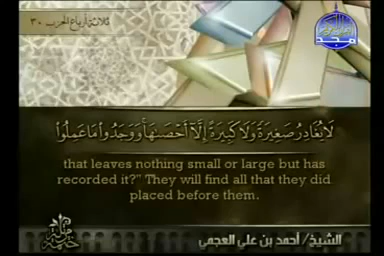 ثلاثة أرباع الحزب ٣٠
لَا يُغَادِرُ صَغِيرَةً وَلَا كَبِيرَةً إِلَّا أَحْصَىٰهَا ۚ وَوَجَدُوا۟ مَا عَمِلُوا۟
that leaves nothing small or large but has
recorded it?" They will find all that they did
placed before them.
الشيخ/ أحمد بن علي العجمي